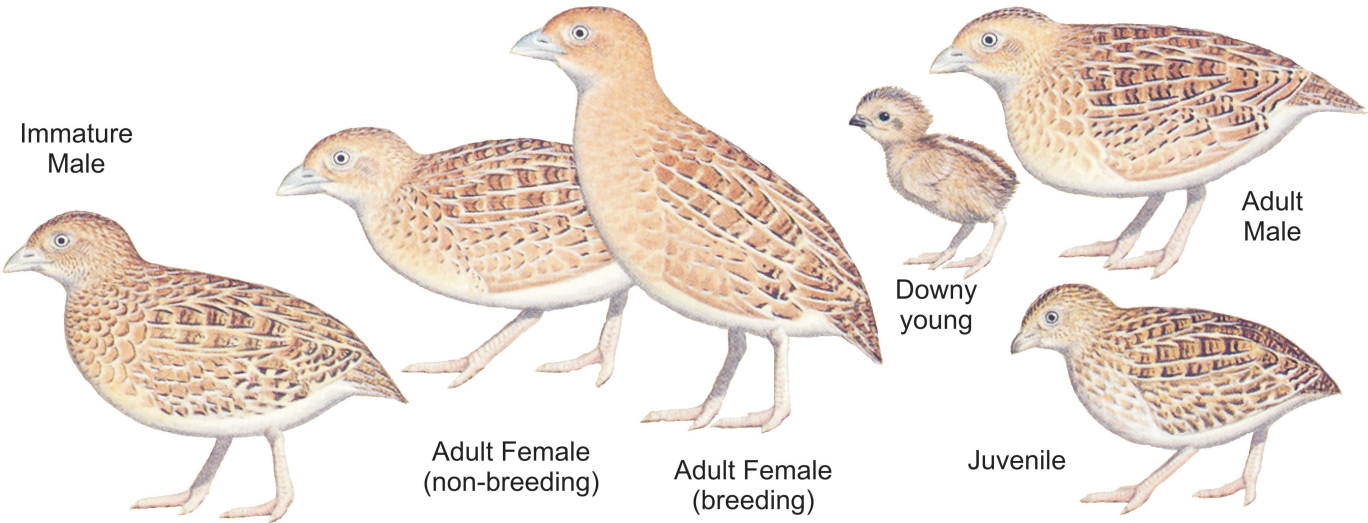 Immature
Male
Adult Female
(non-breeding)
Adult Female
(breeding)
Downy
young
Adult
Male
Juvenile